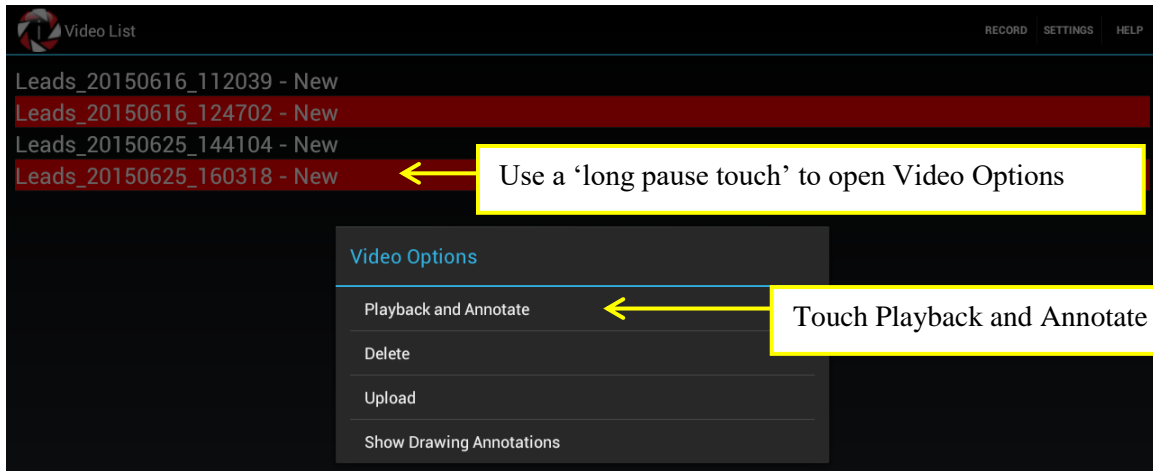 Video List
RECORD SETTINGS HELP
Leads_20150616_112039 - New
Leads_20150616_124702 - New
Leads_20150625_144104 - New
Leads_20150625_160318 - New
Use a ‘long pause touch’ to open Video Options
Video Options
Playback and Annotate
Touch Playback and Annotate
Delete
Upload
Show Drawing Annotations